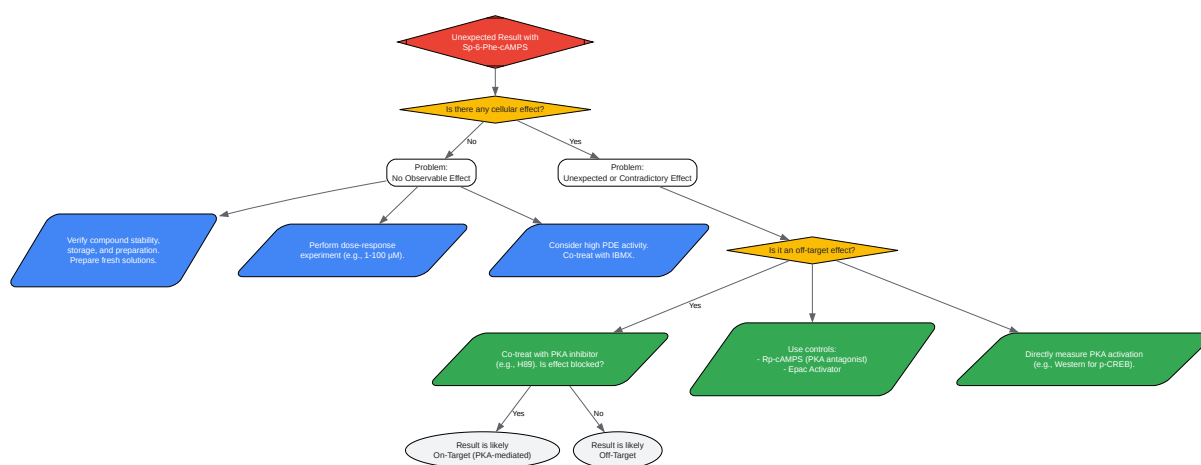 Unexpected Result with
Sp-6-Phe-cAMPS
Is there any cellular effect?
No
Yes
Problem:
No Observable Effect
Problem:
Unexpected or Contradictory Effect
Verify compound stability,
storage, and preparation.
Prepare fresh solutions.
Perform dose-response
experiment (e.g., 1-100 μM).
Consider high PDE activity.
Co-treat with IBMX.
Is it an off-target effect?
Yes
Co-treat with PKA inhibitor
(e.g., H89). Is effect blocked?
Use controls:
- Rp-cAMPS (PKA antagonist)
- Epac Activator
Directly measure PKA activation
(e.g., Western for p-CREB).
Yes
No
Result is likely
On-Target (PKA-mediated)
Result is likely
Off-Target